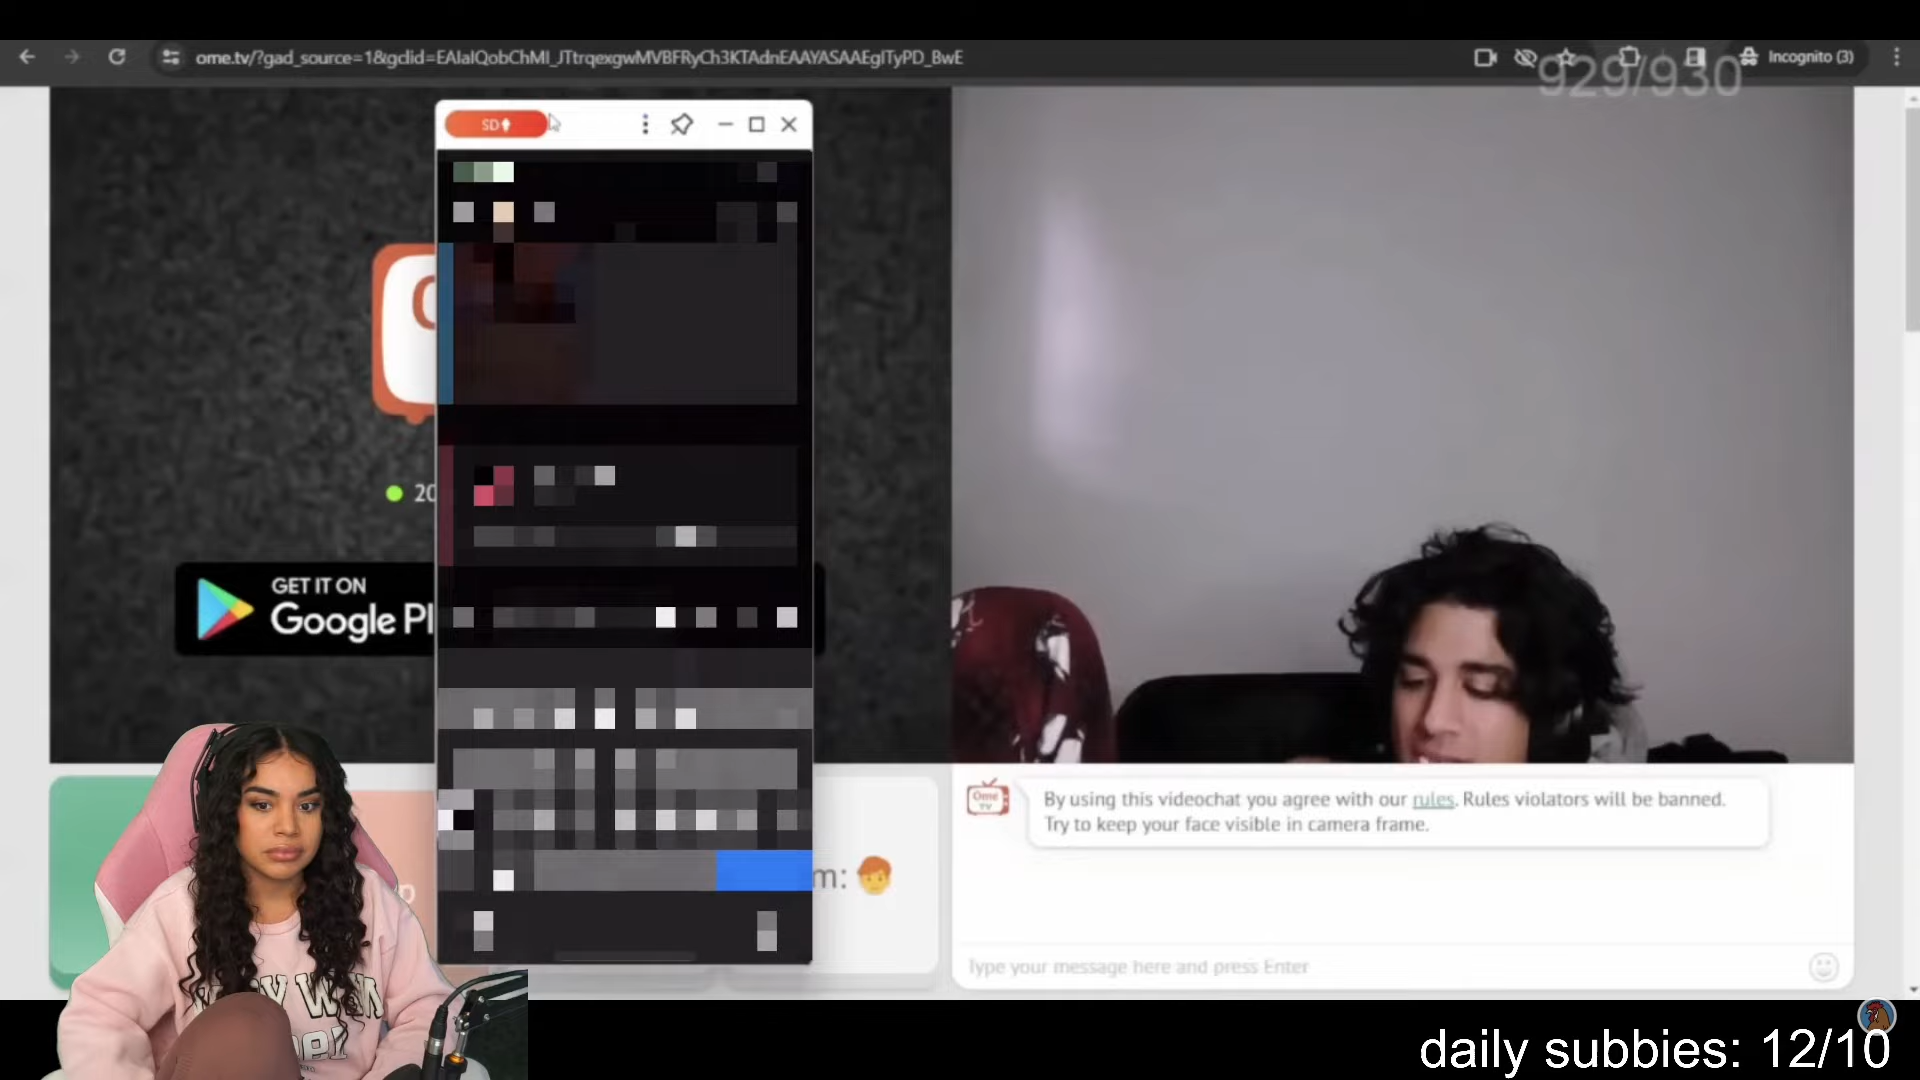 ome.tv/?gad_source=1&gclid=EAIaIQobChMI_JTtrqexgwMVBFRyCh3KTAdnEAAYASAAEgITyPD_BwE
Incognito (3)
929/930
SD
20
GET IT ON
Google Pl
Ome
TV
By using this videochat you agree with our rules. Rules violators will be banned.
Try to keep your face visible in camera frame.
m:
Type your message here and press Enter
daily subbies: 12/10